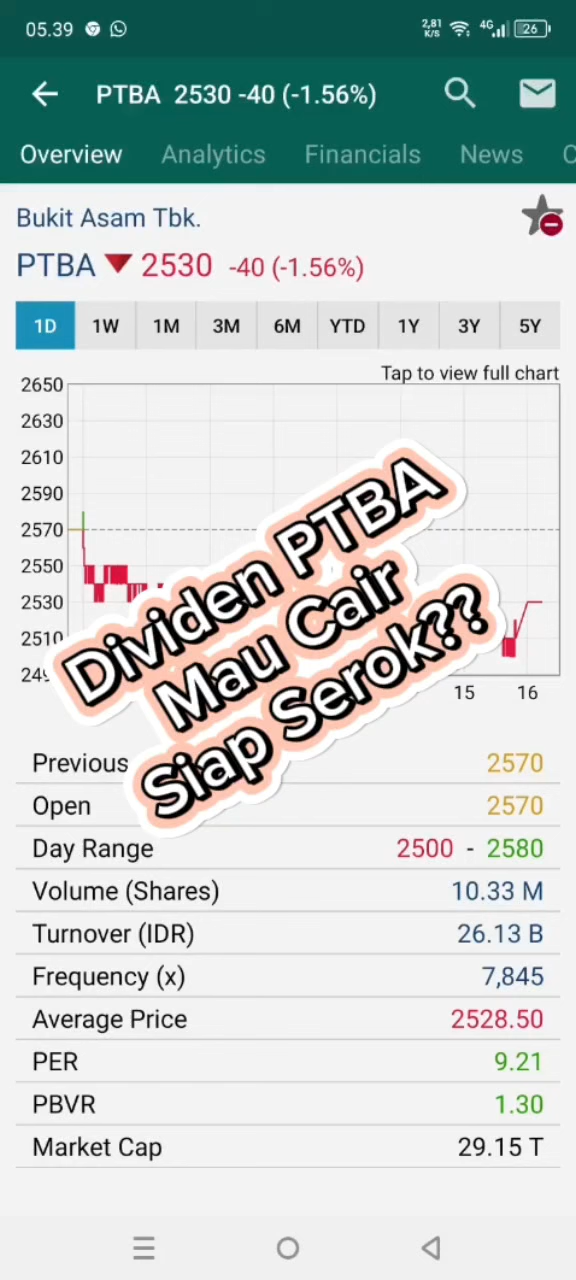 05.39
2,81
K/S
4G
26
PTBA 2530 -40 (-1.56%)
Overview Analytics Financials News
Bukit Asam Tbk.
PTBA 2530 -40 (-1.56%)
1D 1W 1M 3M 6M YTD 1Y 3Y 5Y
Tap to view full chart
2650
2630
2610
2590
2570
2550
2530
2510
15 16
Dividen PTBA
Mau Cair
Siap Serok??
Previous 2570
Open 2570
Day Range 2500 - 2580
Volume (Shares) 10.33 M
Turnover (IDR) 26.13 B
Frequency (x) 7,845
Average Price 2528.50
PER 9.21
PBVR 1.30
Market Cap 29.15 T